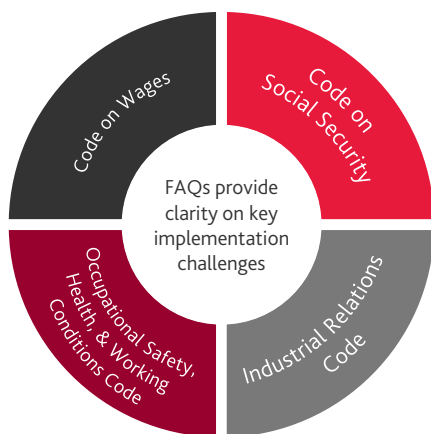 Code on Wages
Code on
Social Security
FAQs provide
clarity on key
implementation
challenges
Occupational Safety,
Health, & Working
Conditions Code
Industrial Relations
Code